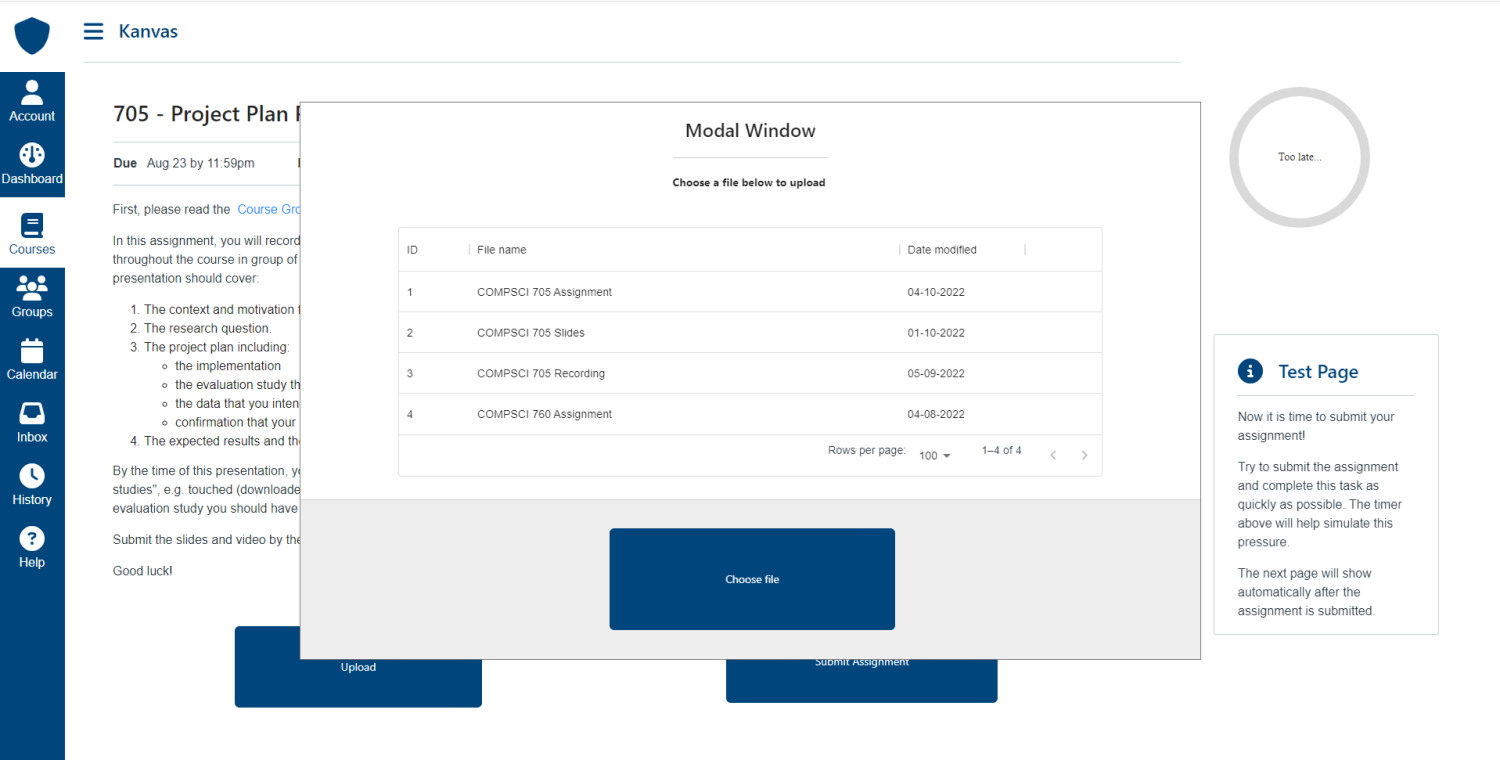 Kanvas
Account
Dashboard
Courses
Groups
Calendar
Inbox
History
Help
705 - Project Plan
Due Aug 23 by 11:59pm
First, please read the Course Gro
In this assignment, you will record
throughout the course in group of
presentation should cover:
1. The context and motivation
2. The research question.
3. The project plan including:
the implementation
the evaluation study th
the data that you inten
confirmation that your
4. The expected results and the
By the time of this presentation, yo
studies", e.g. touched (downloade
evaluation study you should have
Submit the slides and video by the
Good luck!
Upload
Submit Assignment
Modal Window
Choose a file below to upload
ID File name Date modified
1 COMPSCI 705 Assignment 04-10-2022
2 COMPSCI 705 Slides 01-10-2022
3 COMPSCI 705 Recording 05-09-2022
4 COMPSCI 760 Assignment 04-08-2022
Rows per page: 100 1–4 of 4
Choose file
Too late...
Test Page
Now it is time to submit your
assignment!
Try to submit the assignment
and complete this task as
quickly as possible. The timer
above will help simulate this
pressure.
The next page will show
automatically after the
assignment is submitted.